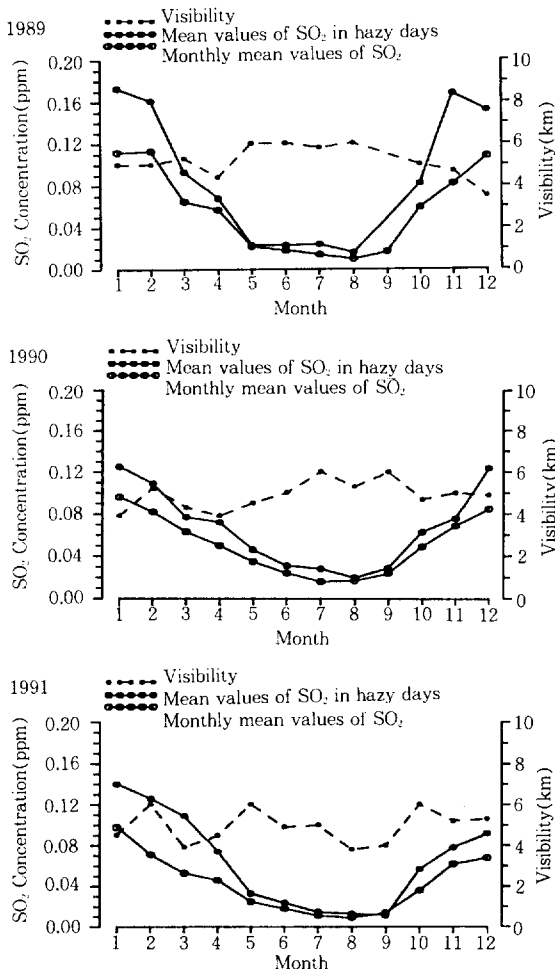 1989
Visibility
Mean values of SO₂ in hazy days
Monthly mean values of SO₂
SO₂ Concentration(ppm)
0.20
0.16
0.12
0.08
0.04
0.00
10
8
6
4
2
0
Visibility(km)
1 2 3 4 5 6 7 8 9 10 11 12
Month
1990
Visibility
Mean values of SO₂ in hazy days
Monthly mean values of SO₂
SO₂ Concentration(ppm)
0.20
0.16
0.12
0.08
0.04
0.00
10
8
6
4
2
0
Visibility(km)
1 2 3 4 5 6 7 8 9 10 11 12
Month
1991
Visibility
Mean values of SO₂ in hazy days
Monthly mean values of SO₂
SO₂ Concentration(ppm)
0.20
0.16
0.12
0.08
0.04
0.00
10
8
6
4
2
0
Visibility(km)
1 2 3 4 5 6 7 8 9 10 11 12
Month